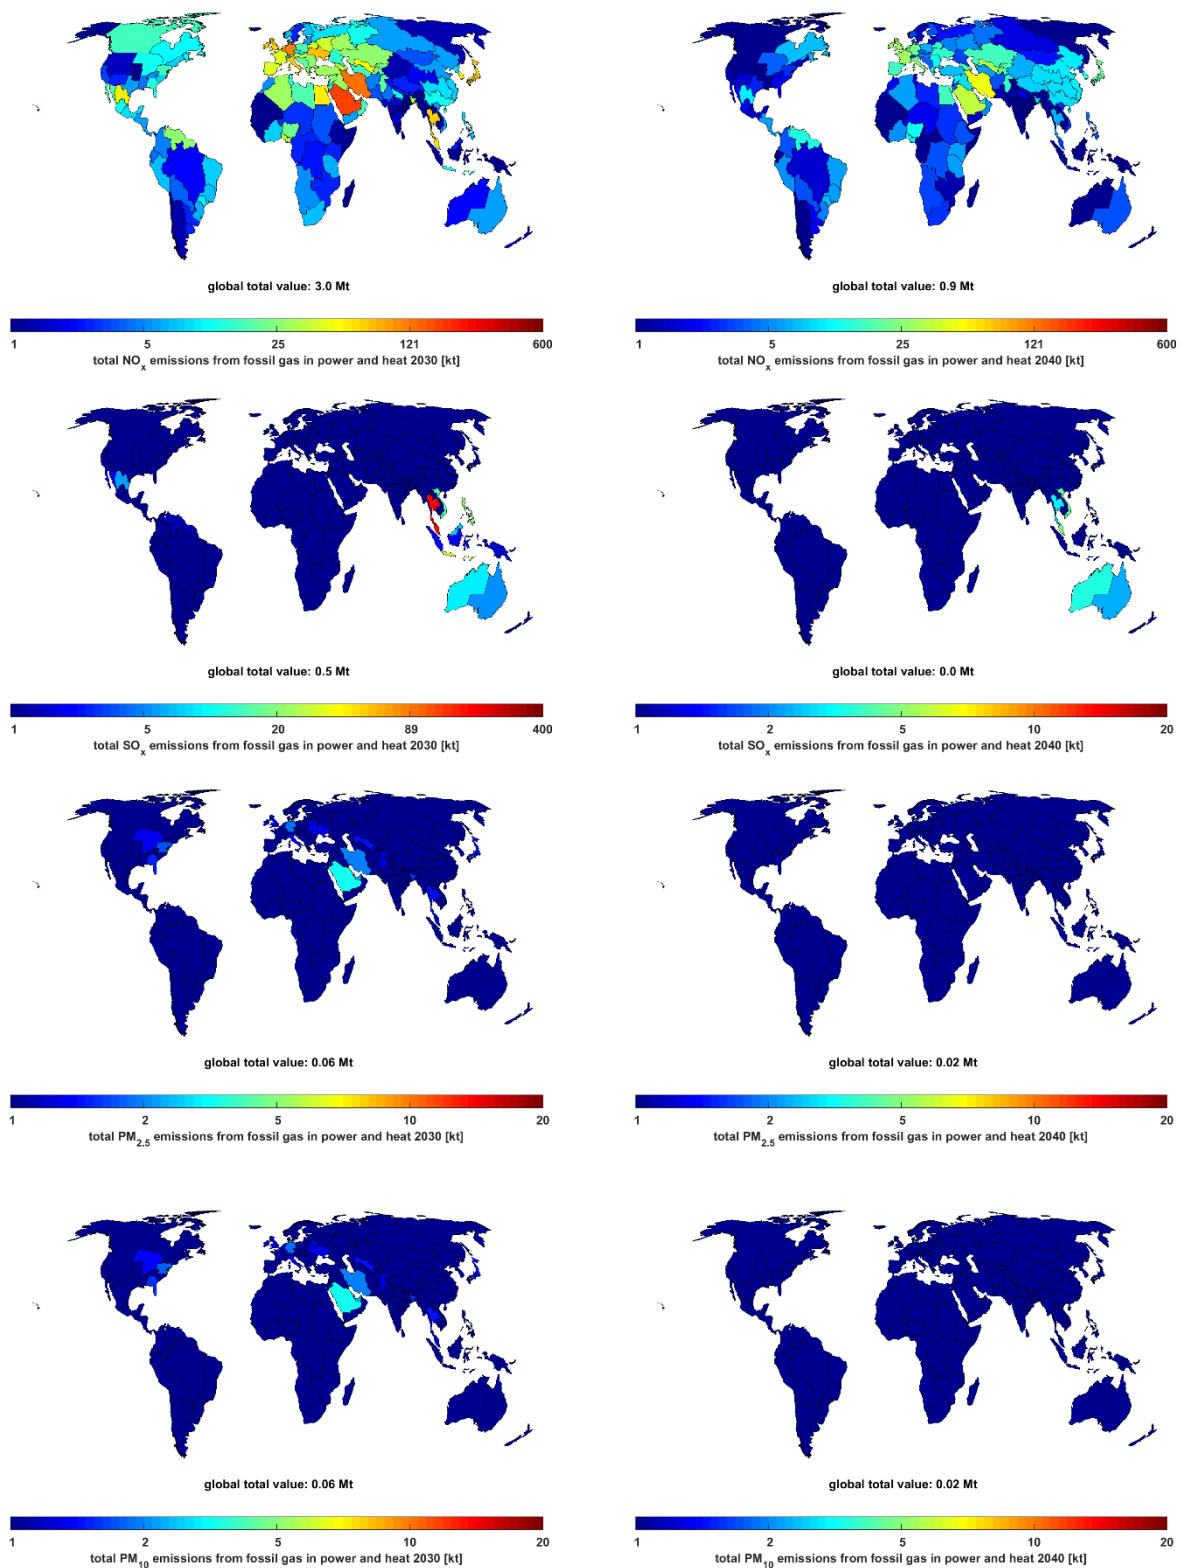 global total value: 3.0 Mt
1 5 25 121 600
total NOx emissions from fossil gas in power and heat 2030 [kt]
global total value: 0.9 Mt
1 5 25 121 600
total NOx emissions from fossil gas in power and heat 2040 [kt]
global total value: 0.5 Mt
1 5 20 89 400
total SOx emissions from fossil gas in power and heat 2030 [kt]
global total value: 0.0 Mt
1 2 5 10 20
total SOx emissions from fossil gas in power and heat 2040 [kt]
global total value: 0.06 Mt
1 2 5 10 20
total PM2.5 emissions from fossil gas in power and heat 2030 [kt]
global total value: 0.02 Mt
1 2 5 10 20
total PM2.5 emissions from fossil gas in power and heat 2040 [kt]
global total value: 0.06 Mt
1 2 5 10 20
total PM10 emissions from fossil gas in power and heat 2030 [kt]
global total value: 0.02 Mt
1 2 5 10 20
total PM10 emissions from fossil gas in power and heat 2040 [kt]